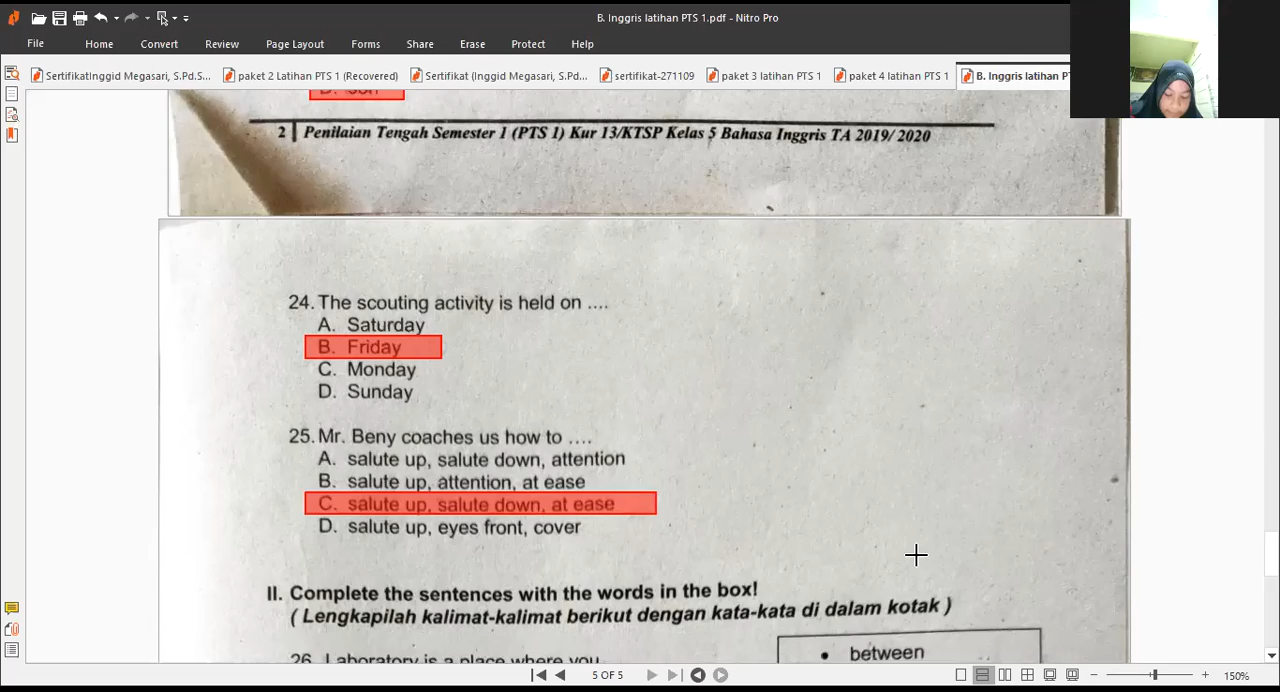 B. Inggris latihan PTS 1.pdf - Nitro Pro
File Home Convert Review Page Layout Forms Share Erase Protect Help
SertifikatInggid Megasari, S.Pd.S... paket 2 Latihan PTS 1 (Recovered) Sertifikat (Inggid Megasari, S.Pd... sertifikat-271109 paket 3 latihan PTS 1 paket 4 latihan PTS 1 B. Inggris latihan
2 | Penilaian Tengah Semester 1 (PTS 1) Kur 13/KTSP Kelas 5 Bahasa Inggris TA 2019/2020
24. The scouting activity is held on ....
A. Saturday
B. Friday
C. Monday
D. Sunday
25. Mr. Beny coaches us how to ....
A. salute up, salute down, attention
B. salute up, attention, at ease
C. salute up, salute down, at ease
D. salute up, eyes front, cover
II. Complete the sentences with the words in the box!
( Lengkapilah kalimat-kalimat berikut dengan kata-kata di dalam kotak )
26. Laboratory is a place where you
• between
5 OF 5
150%